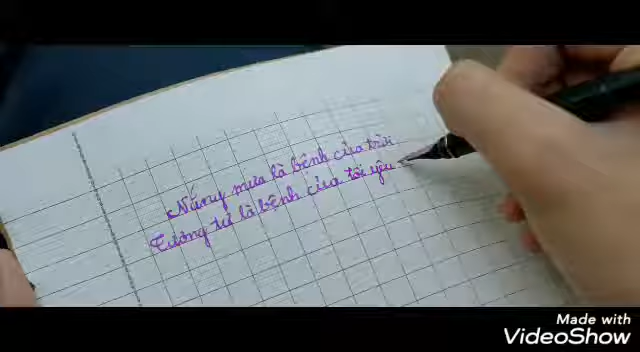 Nắng mưa là bệnh của trời
Tương tư là bệnh của tôi yêu
Made with
VideoShow